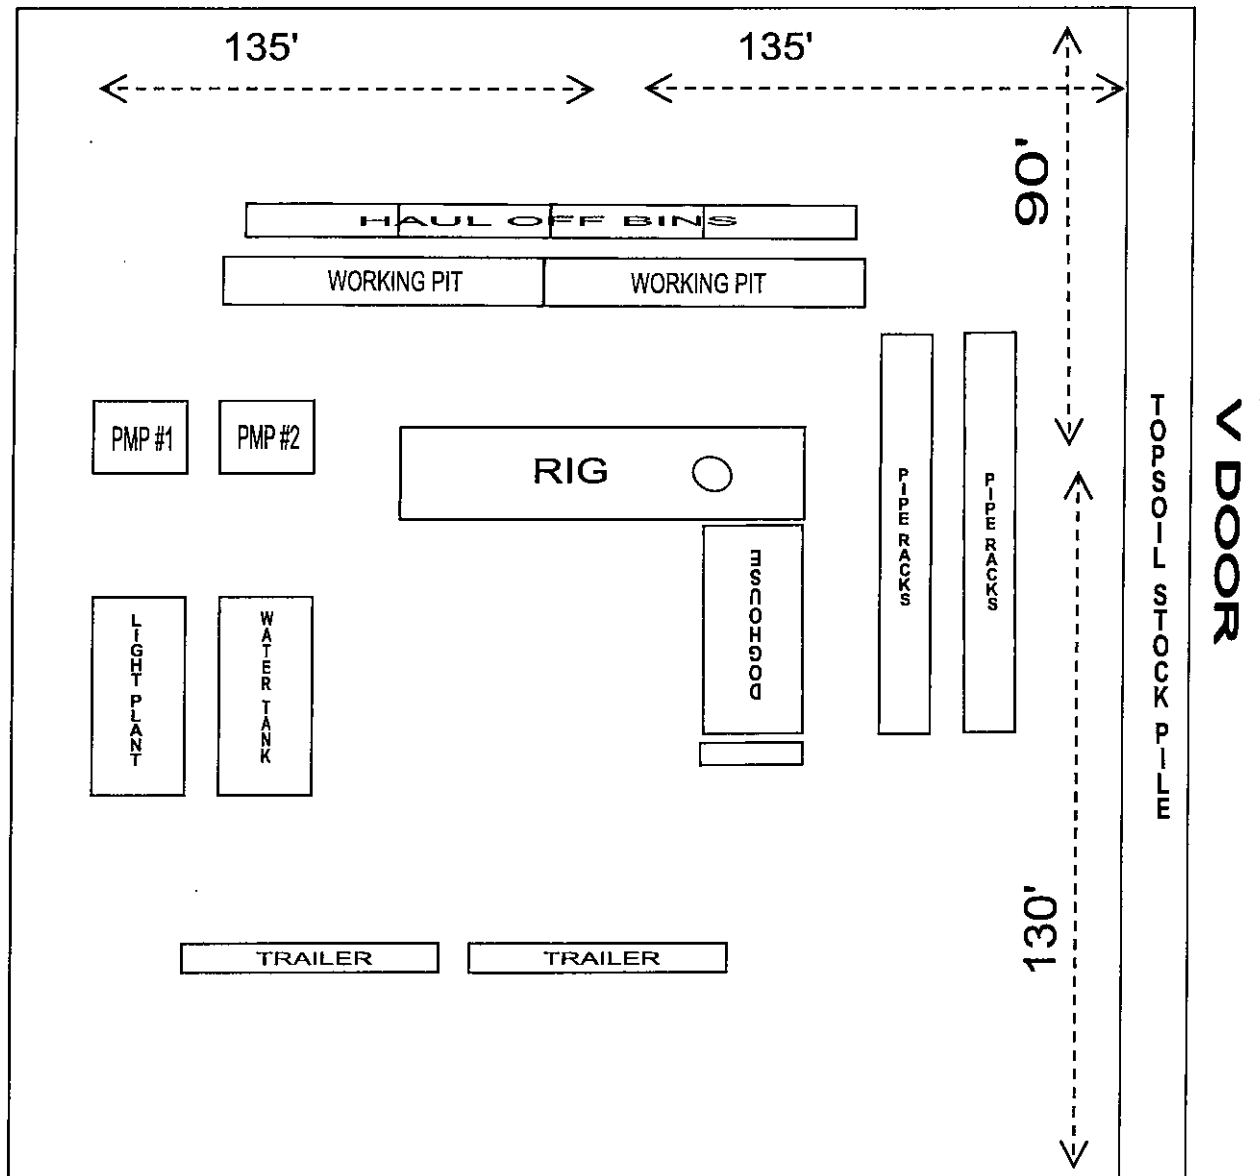 135'
135'
90'
HAUL OFF BINS
WORKING PIT
WORKING PIT
PMP #1
PMP #2
RIG
PIPE RACKS
PIPE RACKS
TOPSOIL STOCK PILE
V DOOR
DOGHOUSE
LIGHT PLANT
WATER TANK
130'
TRAILER
TRAILER